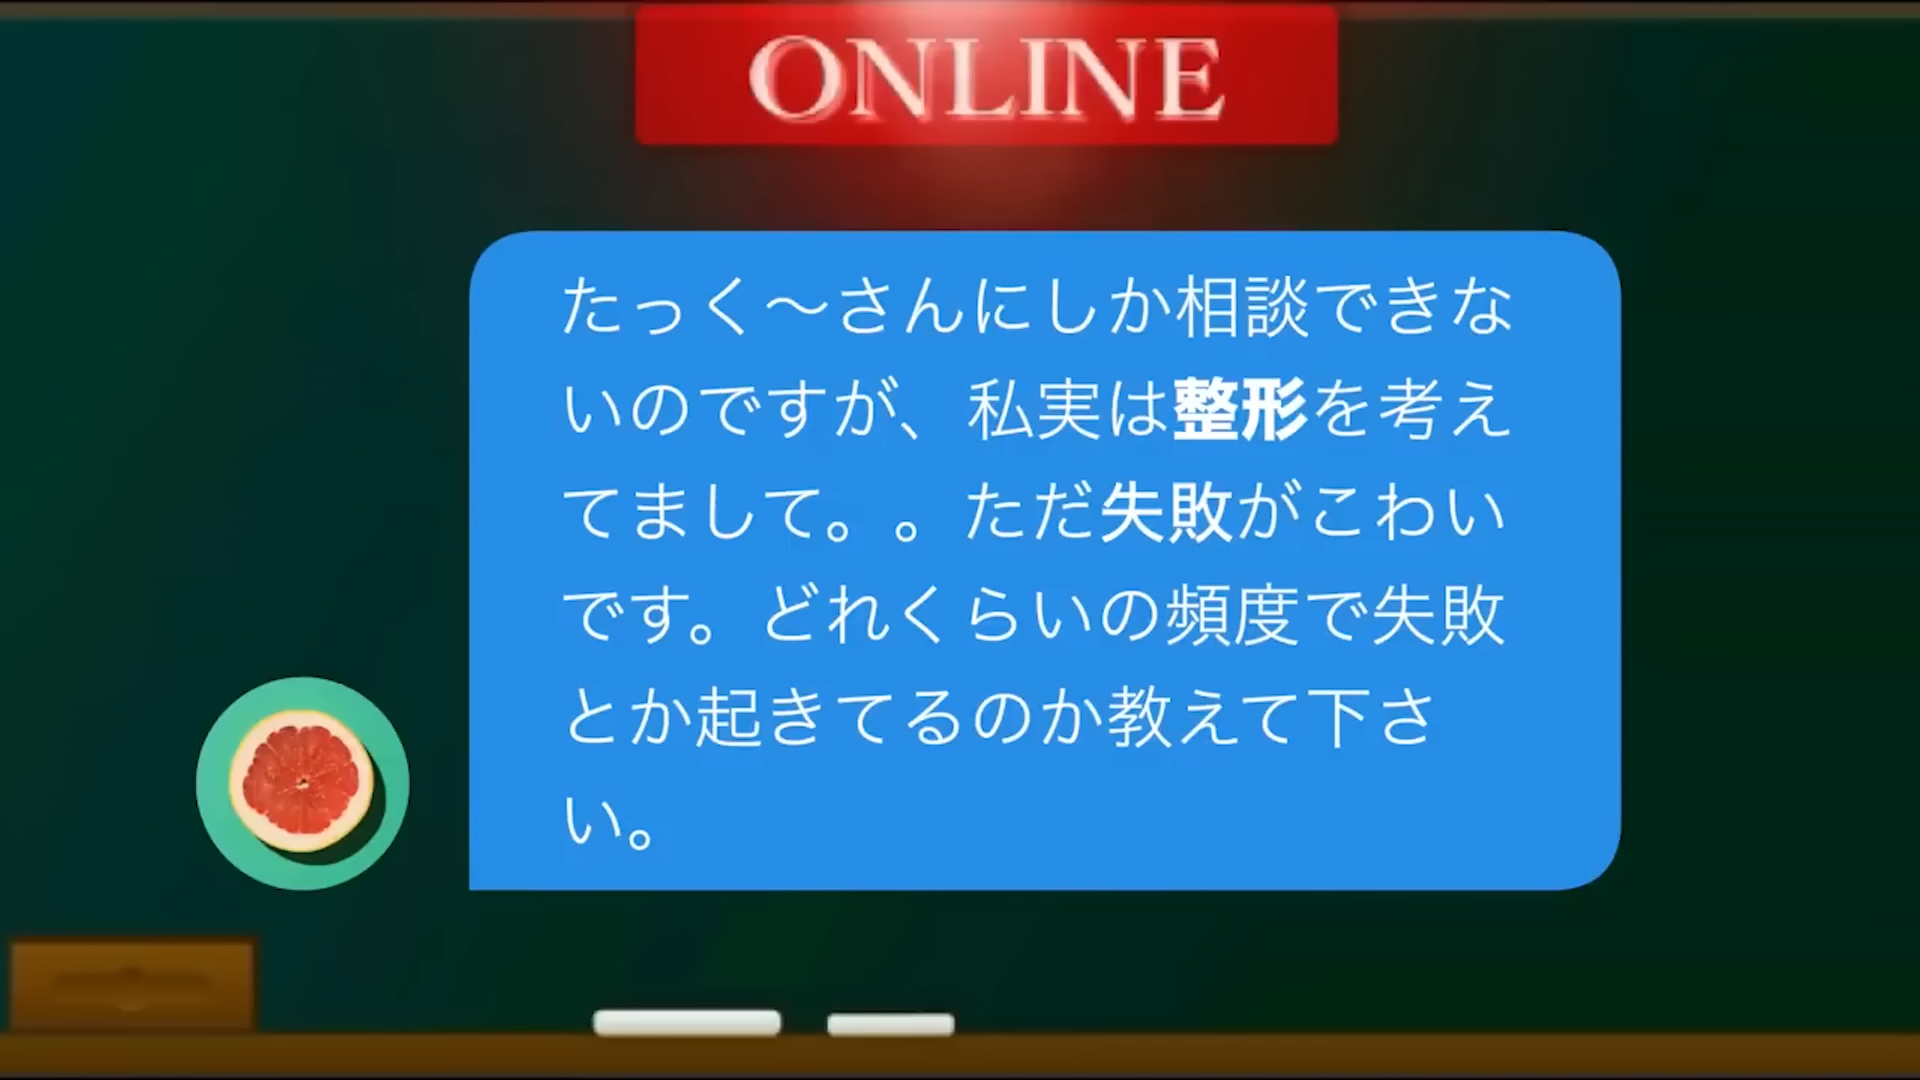 ONLINE
たっく〜さんにしか相談できな
いのですが、私実は整形を考え
てまして。。ただ失敗がこわい
です。どれくらいの頻度で失敗
とか起きてるのか教えて下さ
い。